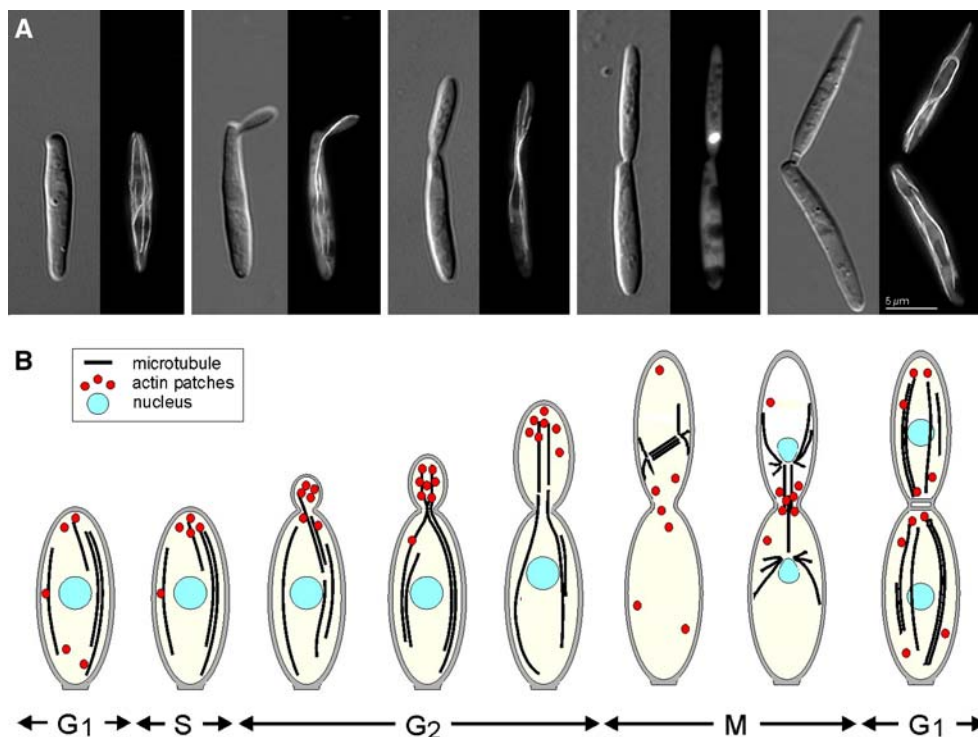 A
5 µm
B
microtubule
actin patches
nucleus
G1 S G2 M G1